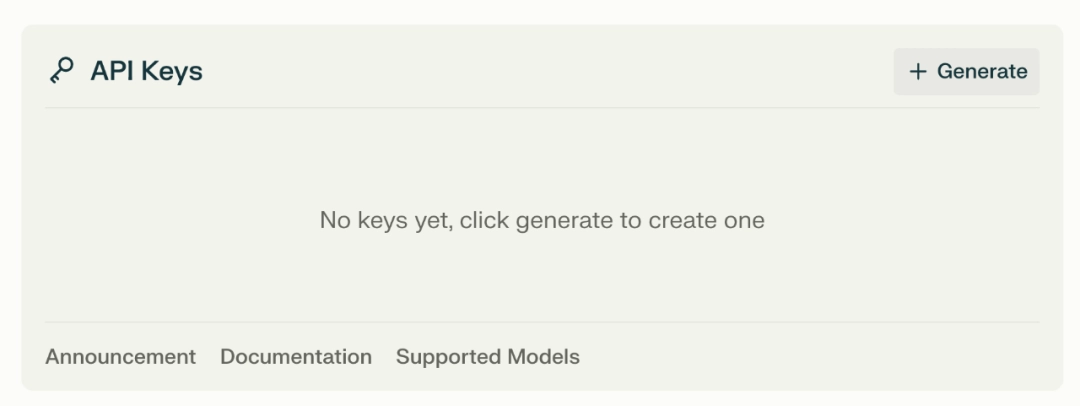 API Keys
+ Generate
No keys yet, click generate to create one
Announcement Documentation Supported Models